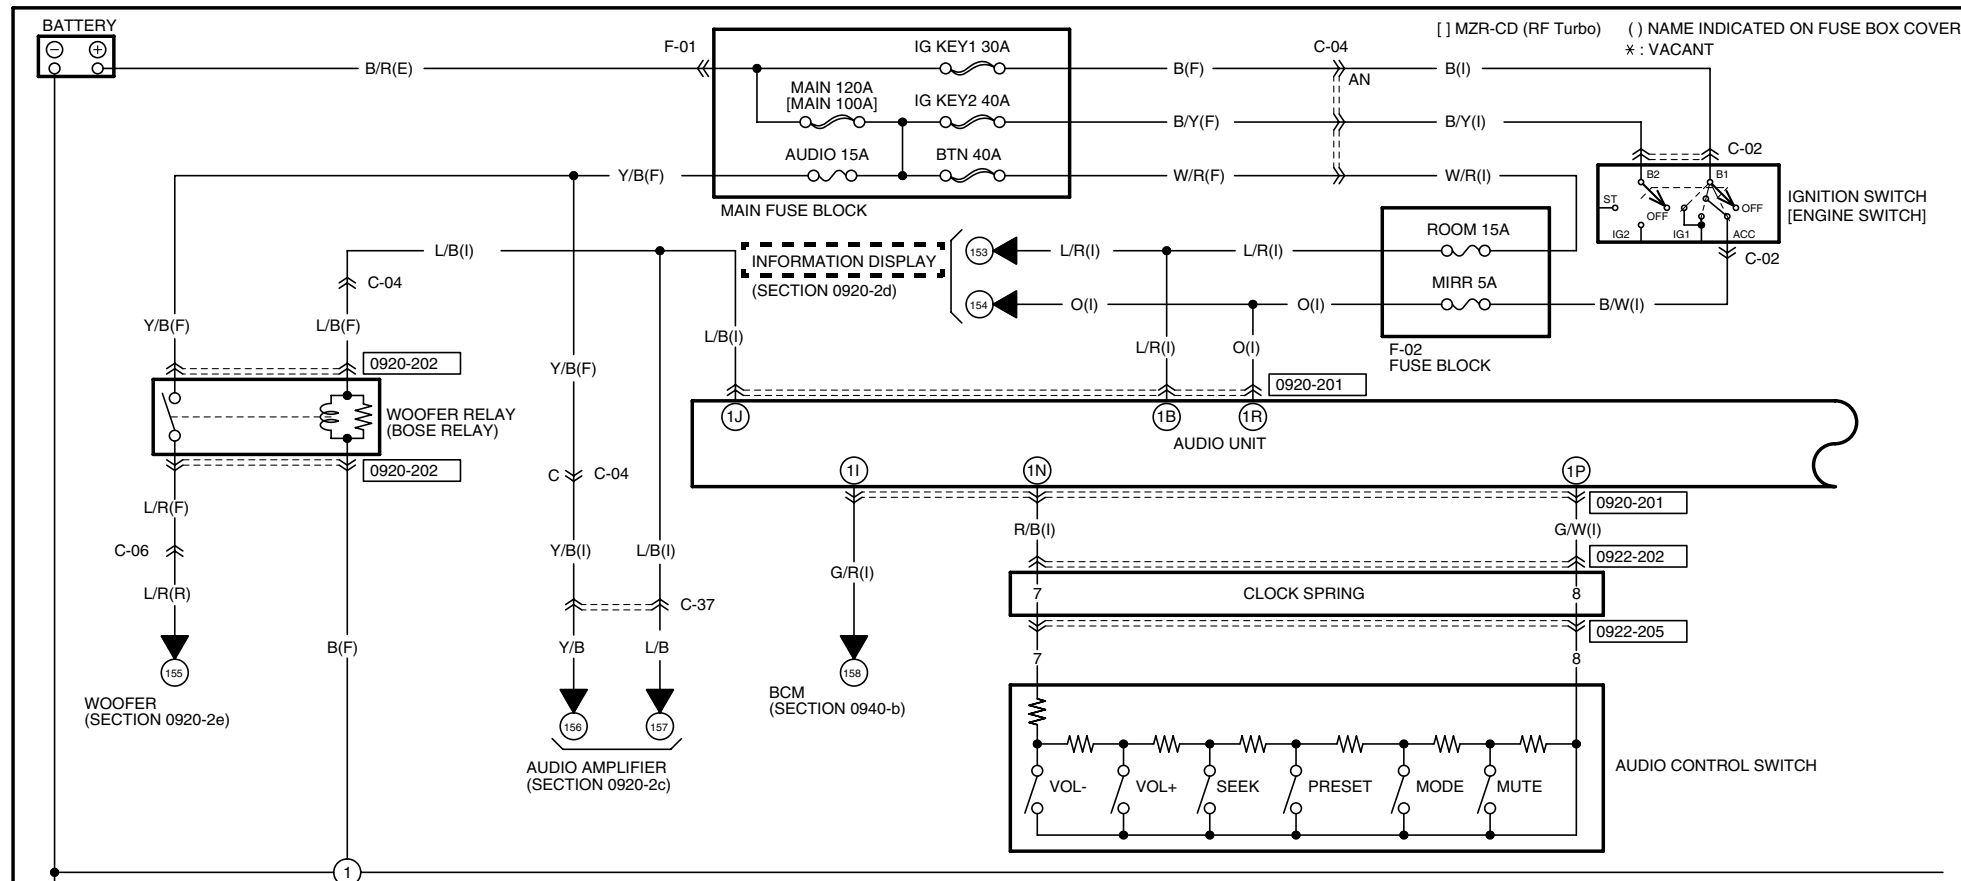 BATTERY
[ ] MZR-CD (RF Turbo)
( ) NAME INDICATED ON FUSE BOX COVER
* : VACANT
F-01
B/R(E)
IG KEY1 30A
MAIN 120A
[MAIN 100A]
IG KEY2 40A
AUDIO 15A
BTN 40A
MAIN FUSE BLOCK
C-04
AN
B(F)
B(I)
B/Y(F)
B/Y(I)
W/R(F)
W/R(I)
C-02
B2
B1
ST
OFF
OFF
IG2
IG1
ACC
IGNITION SWITCH
[ENGINE SWITCH]
C-02
Y/B(F)
L/B(I)
C-04
INFORMATION DISPLAY
(SECTION 0920-2d)
153
L/R(I)
L/R(I)
ROOM 15A
154
O(I)
O(I)
MIRR 5A
B/W(I)
F-02
FUSE BLOCK
Y/B(F)
L/B(F)
L/B(I)
L/R(I)
O(I)
0920-202
Y/B(F)
0920-201
WOOFER RELAY
(BOSE RELAY)
1J
1B
1R
AUDIO UNIT
0920-202
C
C-04
1I
1N
1P
0920-201
L/R(F)
R/B(I)
G/W(I)
C-06
Y/B(I)
L/B(I)
0922-202
G/R(I)
L/R(R)
C-37
7
CLOCK SPRING
8
0922-205
B(F)
Y/B
L/B
7
8
155
158
WOOFER
(SECTION 0920-2e)
BCM
(SECTION 0940-b)
156
157
AUDIO AMPLIFIER
(SECTION 0920-2c)
VOL-
VOL+
SEEK
PRESET
MODE
MUTE
AUDIO CONTROL SWITCH
1